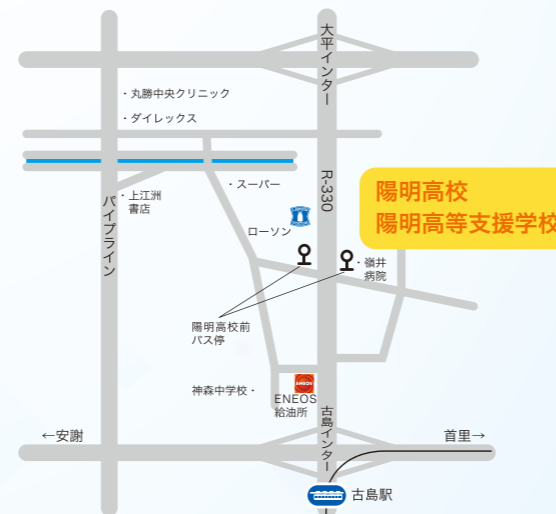 大平インター
・丸勝中央クリニック
・ダイレックス
R-330
・スーパー
陽明高校
陽明高等支援学校
・上江洲
書店
パイプライン
ローソン
・嶺井
病院
陽明高校前
バス停
神森中学校・
ENEOS
給油所
古島インター
←安謝
首里→
古島駅